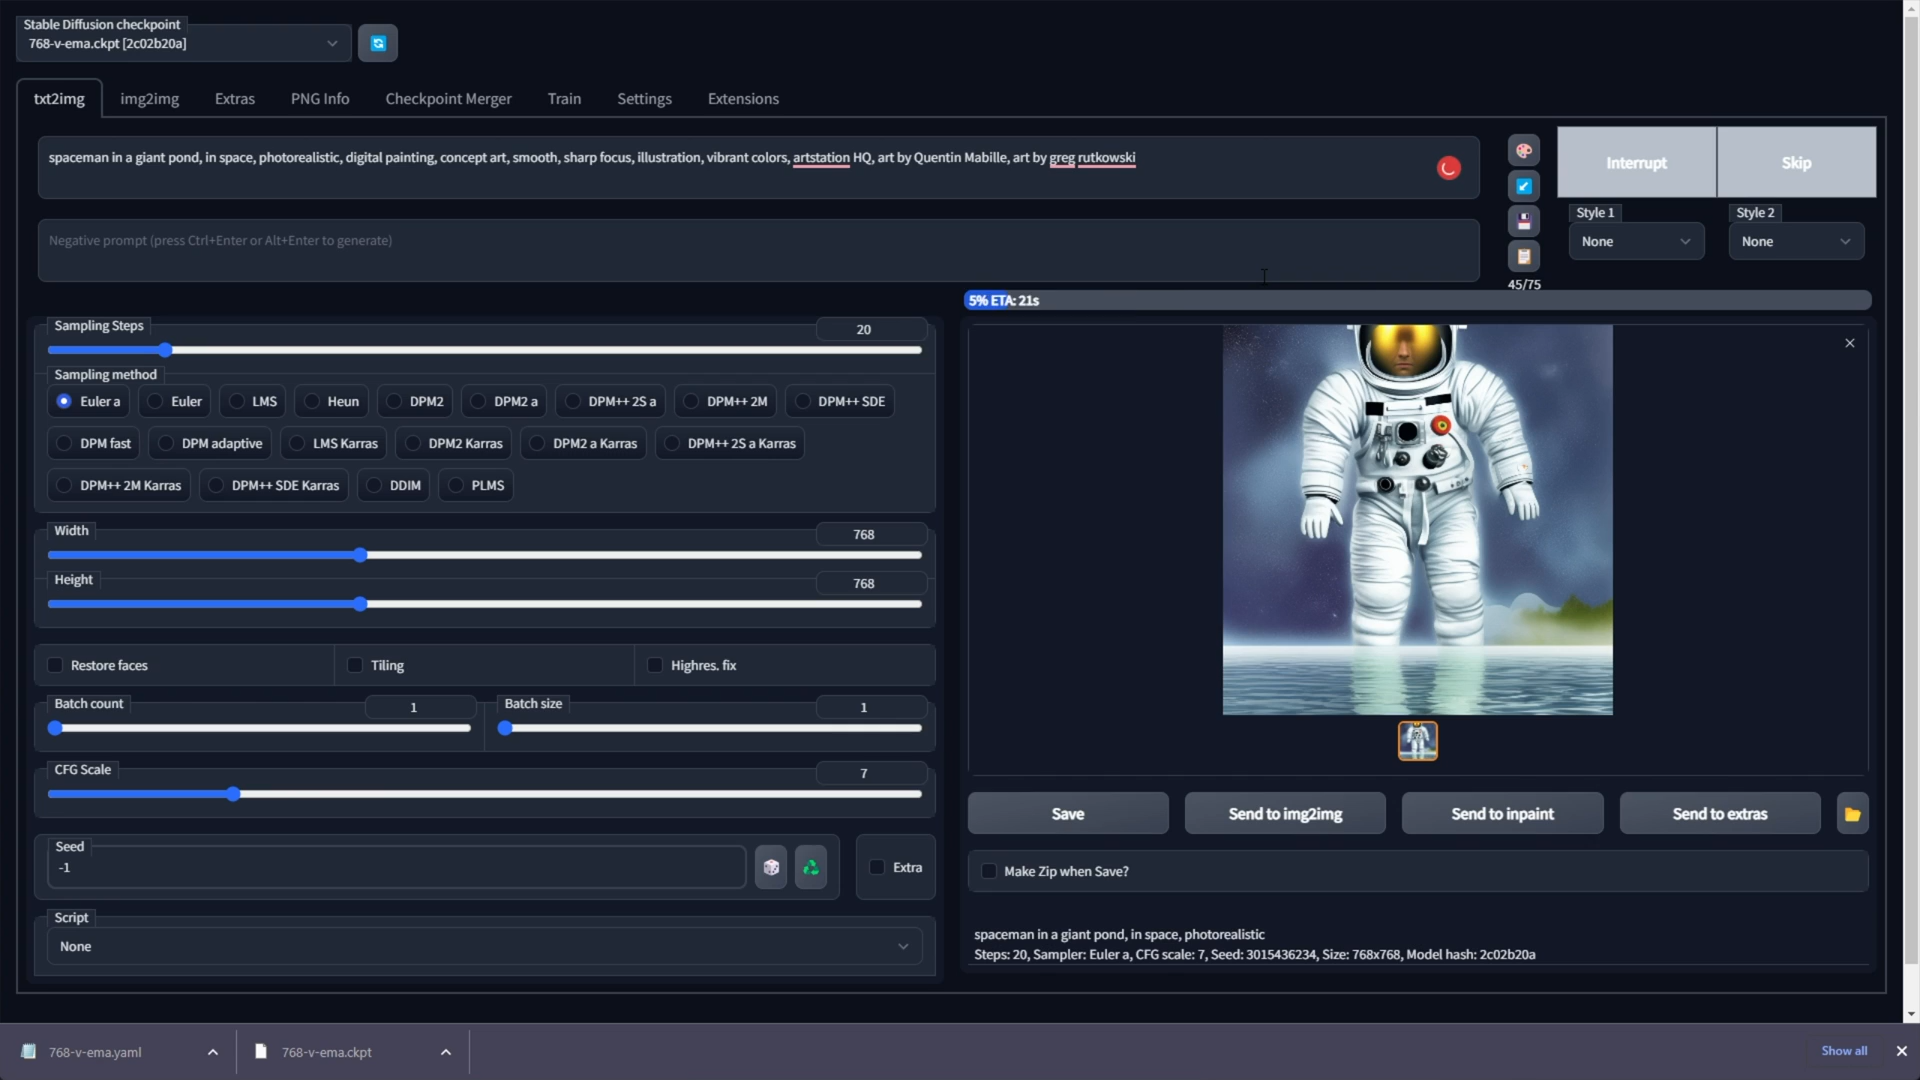 Stable Diffusion checkpoint
768-v-ema.ckpt [2c02b20a]
txt2img img2img Extras PNG Info Checkpoint Merger Train Settings Extensions
spaceman in a giant pond, in space, photorealistic, digital painting, concept art, smooth, sharp focus, illustration, vibrant colors, artstation HQ, art by Quentin Mabille, art by greg rutkowski
Interrupt Skip
Style 1 Style 2
None None
Negative prompt (press Ctrl+Enter or Alt+Enter to generate)
45/75
5% ETA: 21s
Sampling Steps 20
Sampling method
Euler a Euler LMS Heun DPM2 DPM2 a DPM++ 2S a DPM++ 2M DPM++ SDE
DPM fast DPM adaptive LMS Karras DPM2 Karras DPM2 a Karras DPM++ 2S a Karras
DPM++ 2M Karras DPM++ SDE Karras DDIM PLMS
Width 768
Height 768
Restore faces Tiling Highres. fix
Batch count 1 Batch size 1
CFG Scale 7
Seed
-1
Extra
Script
None
Save Send to img2img Send to inpaint Send to extras
Make Zip when Save?
spaceman in a giant pond, in space, photorealistic
Steps: 20, Sampler: Euler a, CFG scale: 7, Seed: 3015436234, Size: 768x768, Model hash: 2c02b20a
768-v-ema.yaml 768-v-ema.ckpt Show all